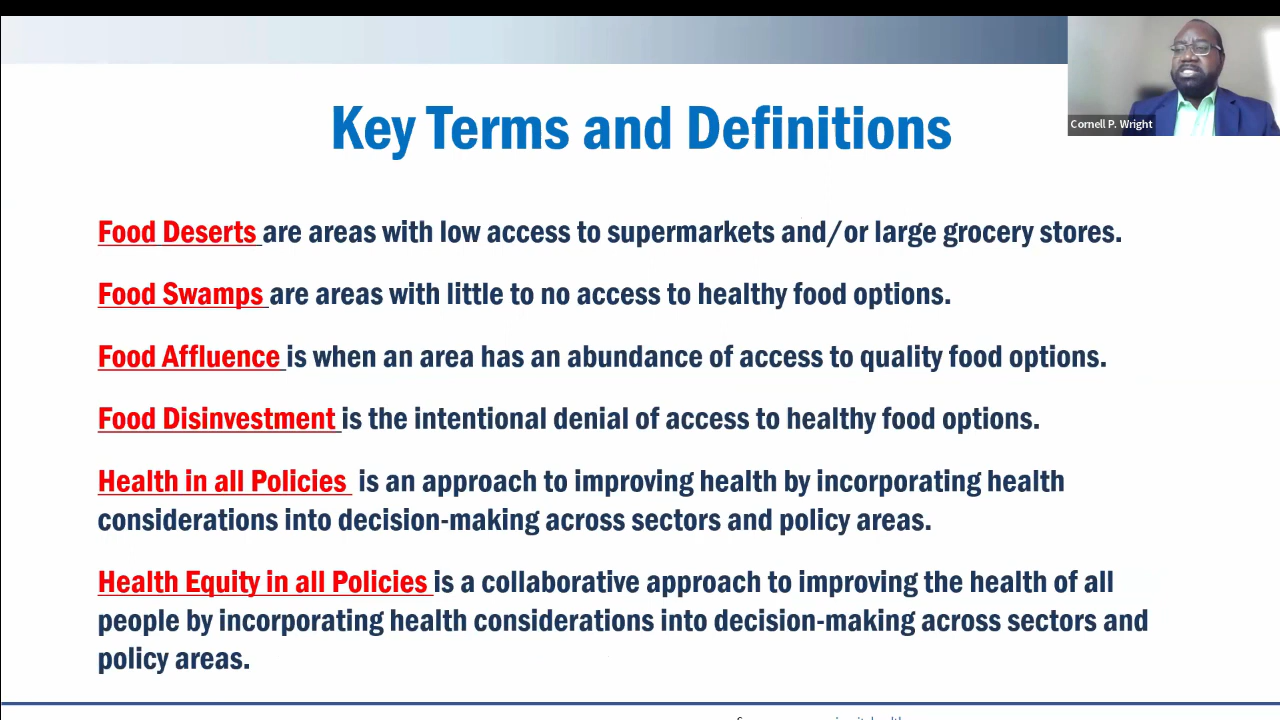 Cornell P. Wright
Key Terms and Definitions
Food Deserts are areas with low access to supermarkets and/or large grocery stores.
Food Swamps are areas with little to no access to healthy food options.
Food Affluence is when an area has an abundance of access to quality food options.
Food Disinvestment is the intentional denial of access to healthy food options.
Health in all Policies is an approach to improving health by incorporating health
considerations into decision-making across sectors and policy areas.
Health Equity in all Policies is a collaborative approach to improving the health of all
people by incorporating health considerations into decision-making across sectors and
policy areas.